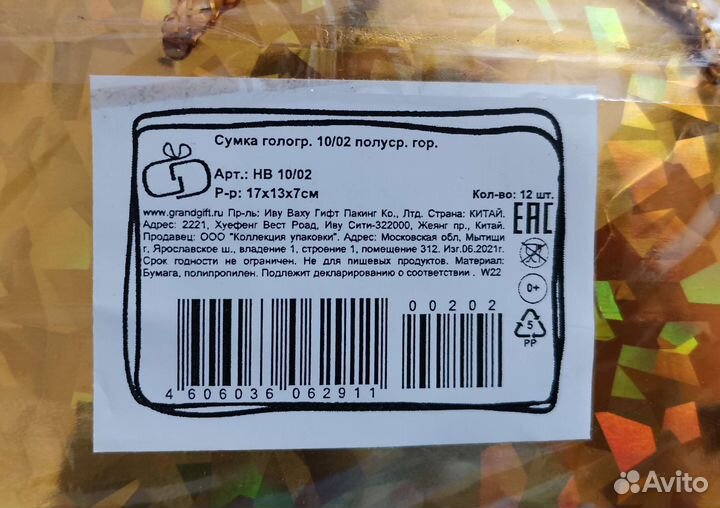 Сумка гологр. 10/02 полуср. гор.
Арт.: НВ 10/02
Р-р: 17x13x7см
Кол-во: 12 шт.
www.grandgift.ru Пр-ль: Иву Ваху Гифт Пакинг Ко., Лтд. Страна: КИТАЙ.
Адрес: 2221, Хуефенг Вест Роад, Иву Сити-322000, Жеянг пр., Китай.
Продавец: ООО "Коллекция упаковки". Адрес: Московская обл, Мытищи
г, Ярославское ш., владение 1, строение 1, помещение 312. Изг.06.2021г.
Срок годности не ограничен. Не для пищевых продуктов. Материал:
Бумага, полипропилен. Подлежит декларированию о соответствии . W22
EAC
0+
5
PP
00202
4606036062911
Avito